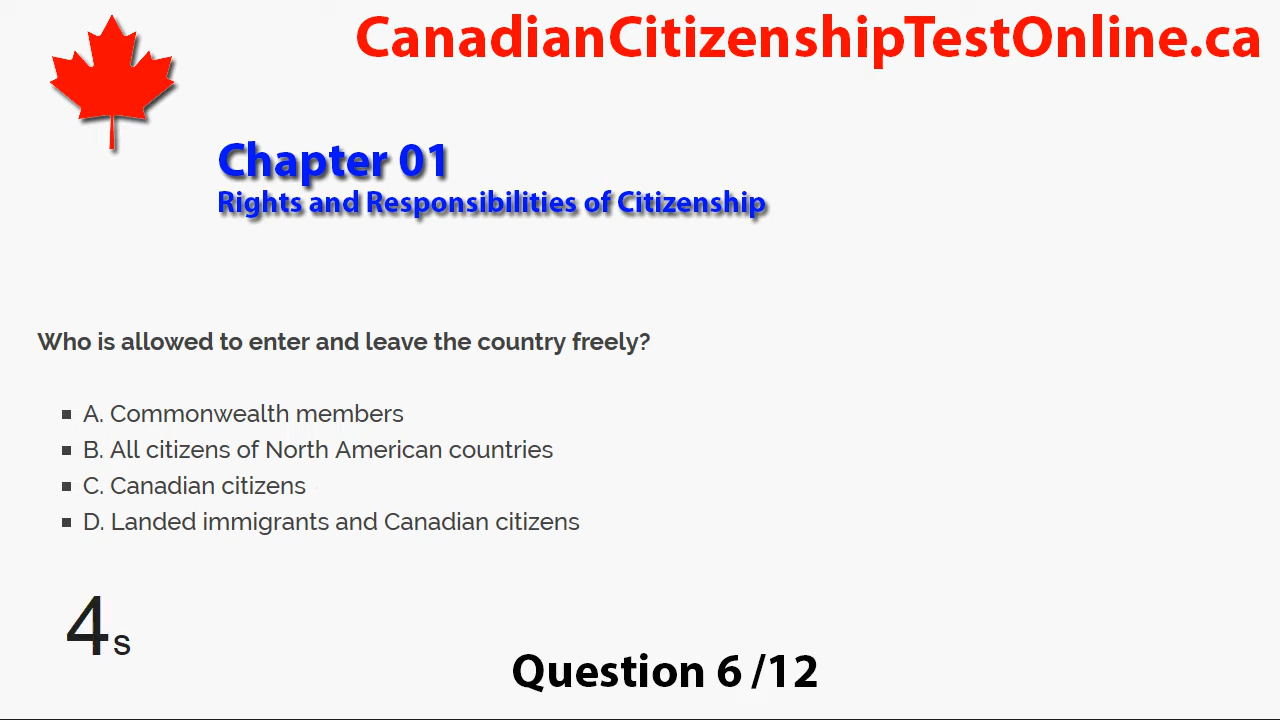 CanadianCitizenshipTestOnline.ca
Chapter 01
Rights and Responsibilities of Citizenship
Who is allowed to enter and leave the country freely?
A. Commonwealth members
B. All citizens of North American countries
C. Canadian citizens
D. Landed immigrants and Canadian citizens
4s
Question 6 /12